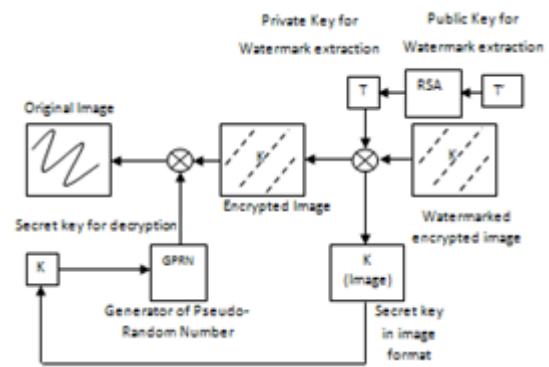 Private Key for
Watermark extraction
Public Key for
Watermark extraction
T
RSA
T'
Original Image
K
K
Encrypted Image
Watermarked
encrypted image
Secret key for decryption
K
GPRN
K
(Image)
Generator of Pseudo-
Random Number
Secret key
in image
format